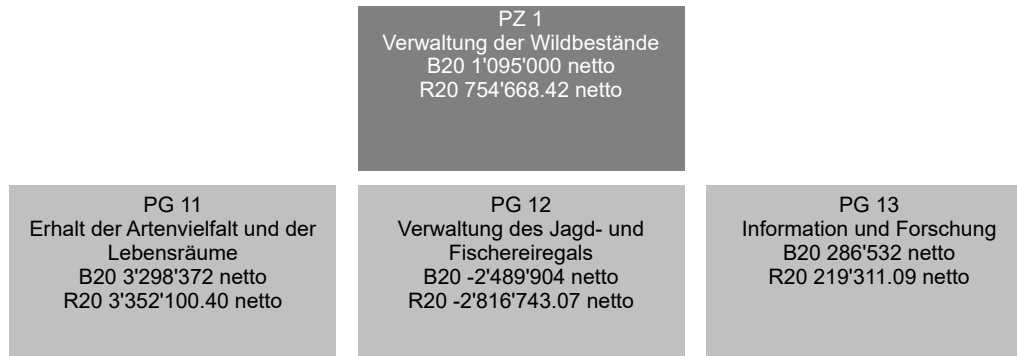 PZ 1
Verwaltung der Wildbestände
B20 1'095'000 netto
R20 754'668.42 netto
PG 11
Erhalt der Artenvielfalt und der
Lebensräume
B20 3'298'372 netto
R20 3'352'100.40 netto
PG 12
Verwaltung des Jagd- und
Fischereiregals
B20 -2'489'904 netto
R20 -2'816'743.07 netto
PG 13
Information und Forschung
B20 286'532 netto
R20 219'311.09 netto